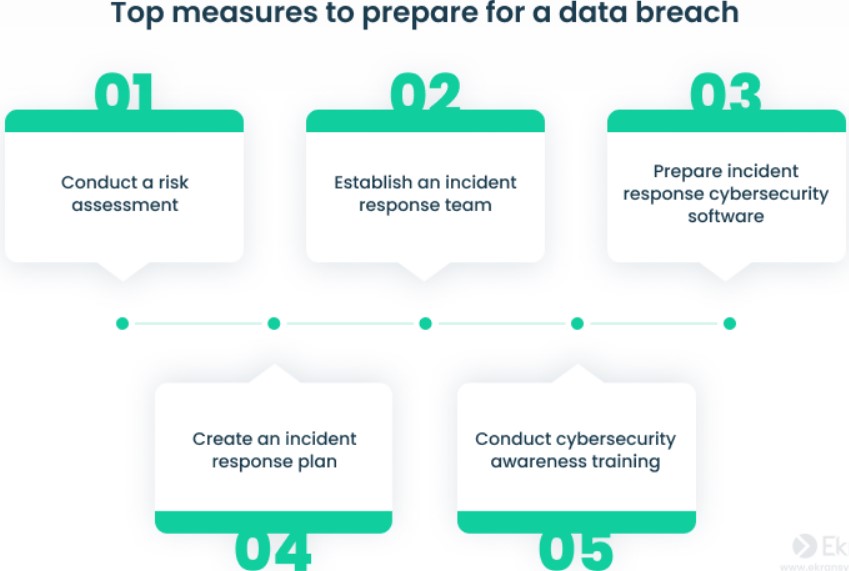 Top measures to prepare for a data breach
01
02
03
Conduct a risk
assessment
Establish an incident
response team
Prepare incident
response cybersecurity
software
Create an incident
response plan
Conduct cybersecurity
awareness training
04
05
Ek
www.ekransy